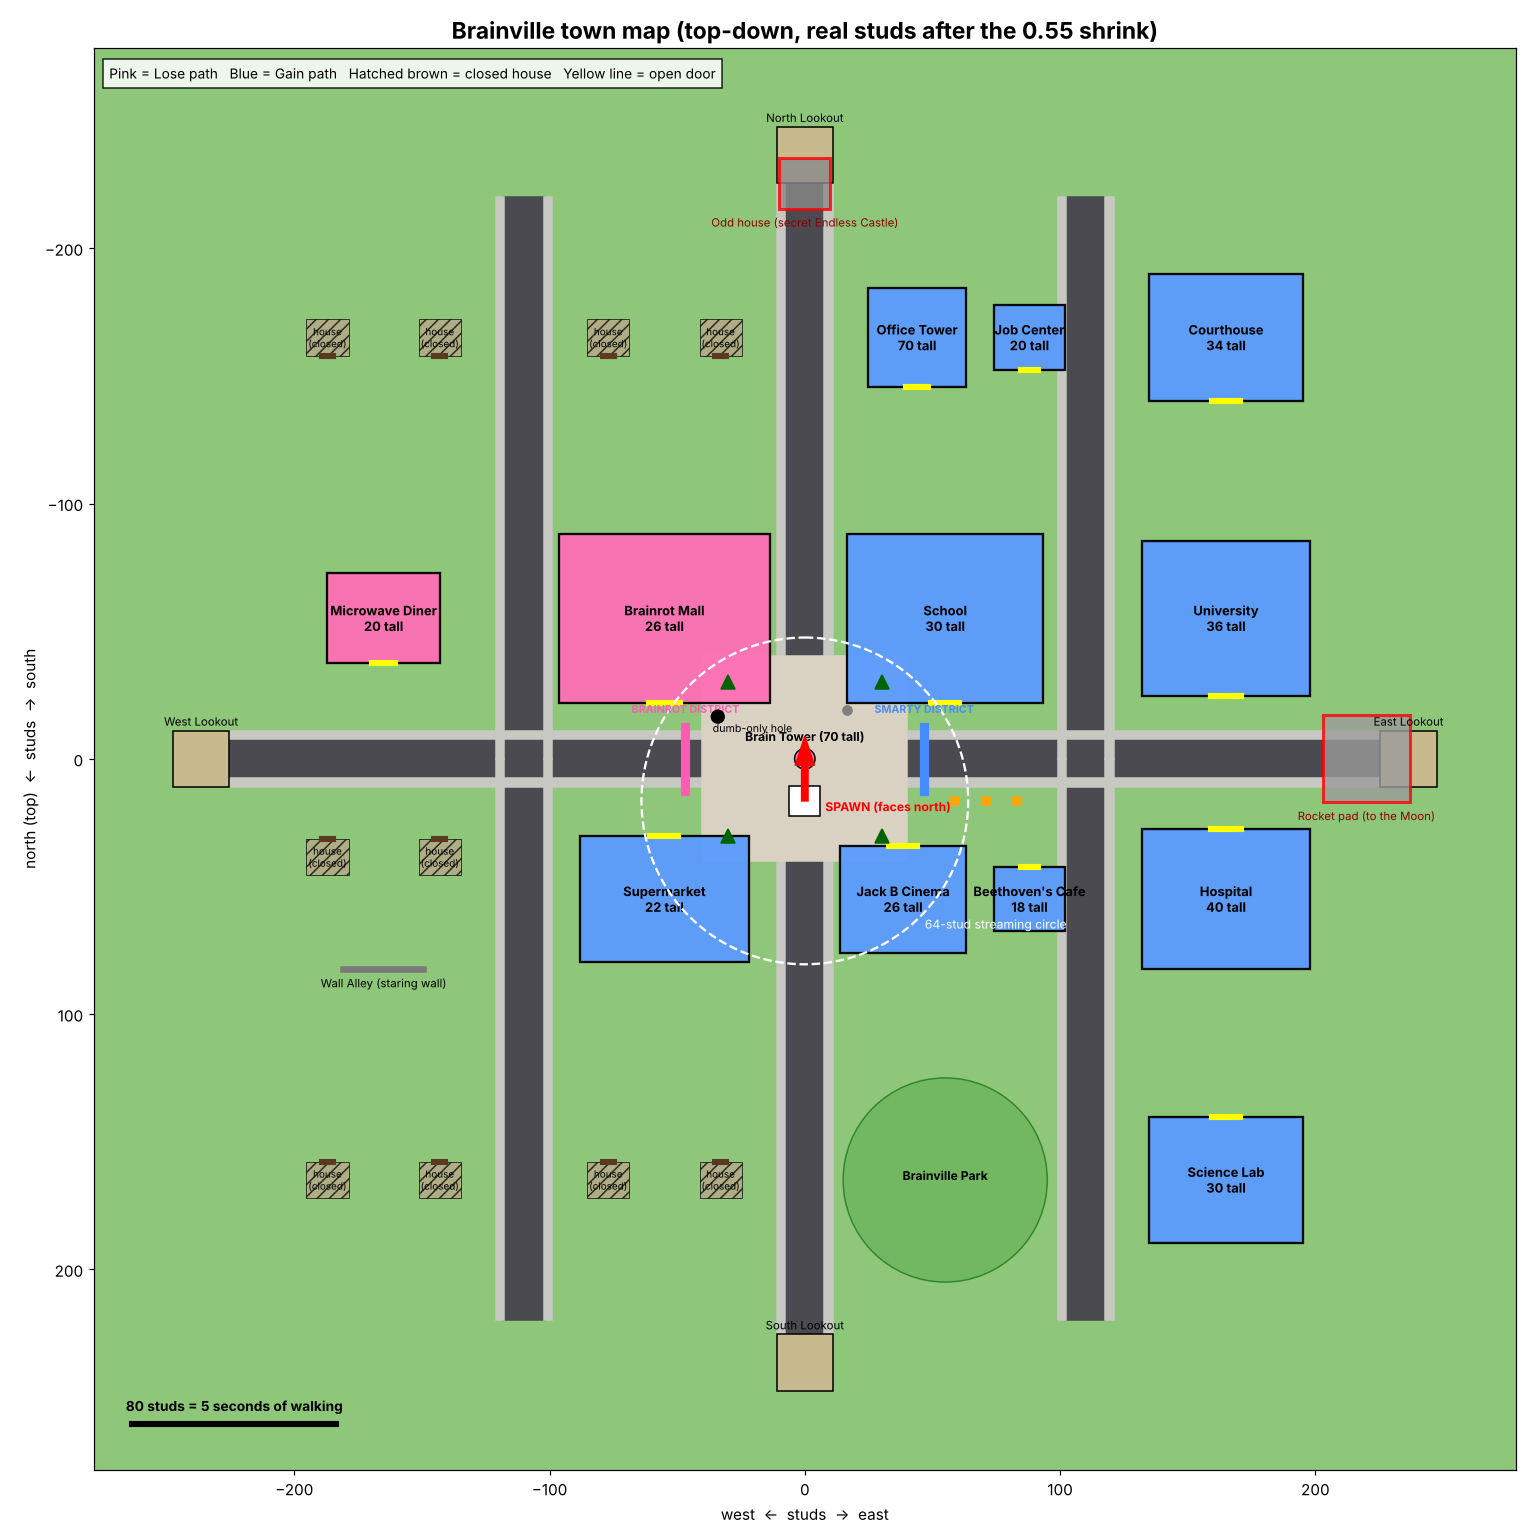 Brainville town map (top-down, real studs after the 0.55 shrink)
Pink = Lose path   Blue = Gain path   Hatched brown = closed house   Yellow line = open door
North Lookout
Odd house (secret Endless Castle)
−200
house
(closed)
house
(closed)
house
(closed)
house
(closed)
Office Tower
70 tall
Job Center
20 tall
Courthouse
34 tall
−100
Microwave Diner
20 tall
Brainrot Mall
26 tall
School
30 tall
University
36 tall
BRAINROT DISTRICT
SMARTY DISTRICT
West Lookout
East Lookout
dumb-only hole
Brain Tower (70 tall)
0
SPAWN (faces north)
Rocket pad (to the Moon)
house
(closed)
house
(closed)
Supermarket
22 tall
Jack B Cinema
26 tall
Beethoven's Cafe
18 tall
Hospital
40 tall
64-stud streaming circle
Wall Alley (staring wall)
100
Brainville Park
house
(closed)
house
(closed)
house
(closed)
house
(closed)
Science Lab
30 tall
200
South Lookout
80 studs = 5 seconds of walking
−200
−100
0
100
200
west ← studs → east
north (top) ← studs → south